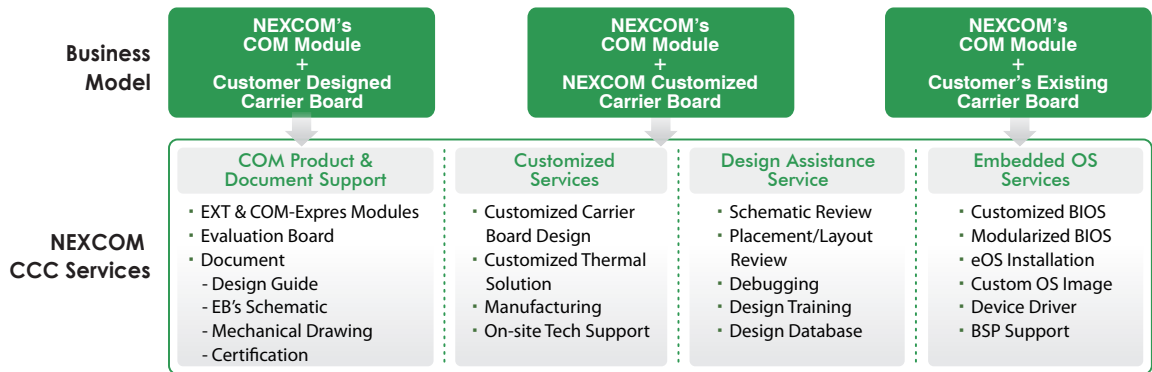 Business
Model
NEXCOM's
COM Module
+
Customer Designed
Carrier Board
NEXCOM's
COM Module
+
NEXCOM Customized
Carrier Board
NEXCOM's
COM Module
+
Customer's Existing
Carrier Board
NEXCOM
CCC Services
COM Product &
Document Support
· EXT & COM-Expres Modules
· Evaluation Board
· Document
- Design Guide
- EB's Schematic
- Mechanical Drawing
- Certification
Customized
Services
· Customized Carrier
Board Design
· Customized Thermal
Solution
· Manufacturing
· On-site Tech Support
Design Assistance
Service
· Schematic Review
· Placement/Layout
Review
· Debugging
· Design Training
· Design Database
Embedded OS
Services
· Customized BIOS
· Modularized BIOS
· eOS Installation
· Custom OS Image
· Device Driver
· BSP Support